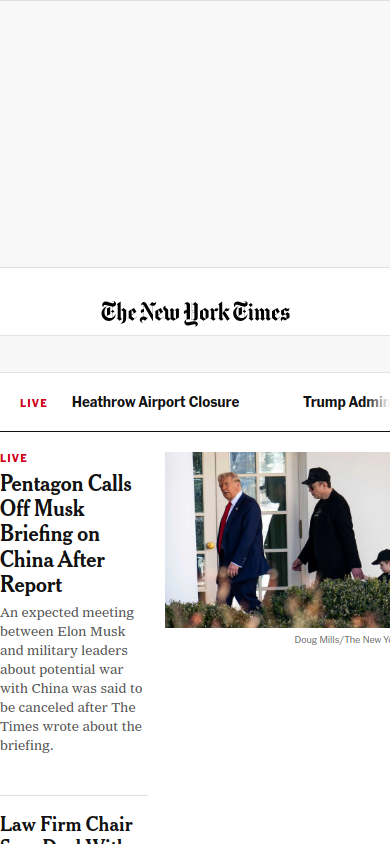 The New York Times
LIVE Heathrow Airport Closure Trump Admin
LIVE
Pentagon Calls
Off Musk
Briefing on
China After
Report
An expected meeting
between Elon Musk
and military leaders
about potential war
with China was said to
be canceled after The
Times wrote about the
briefing.
Doug Mills/The New Yo
Law Firm Chair